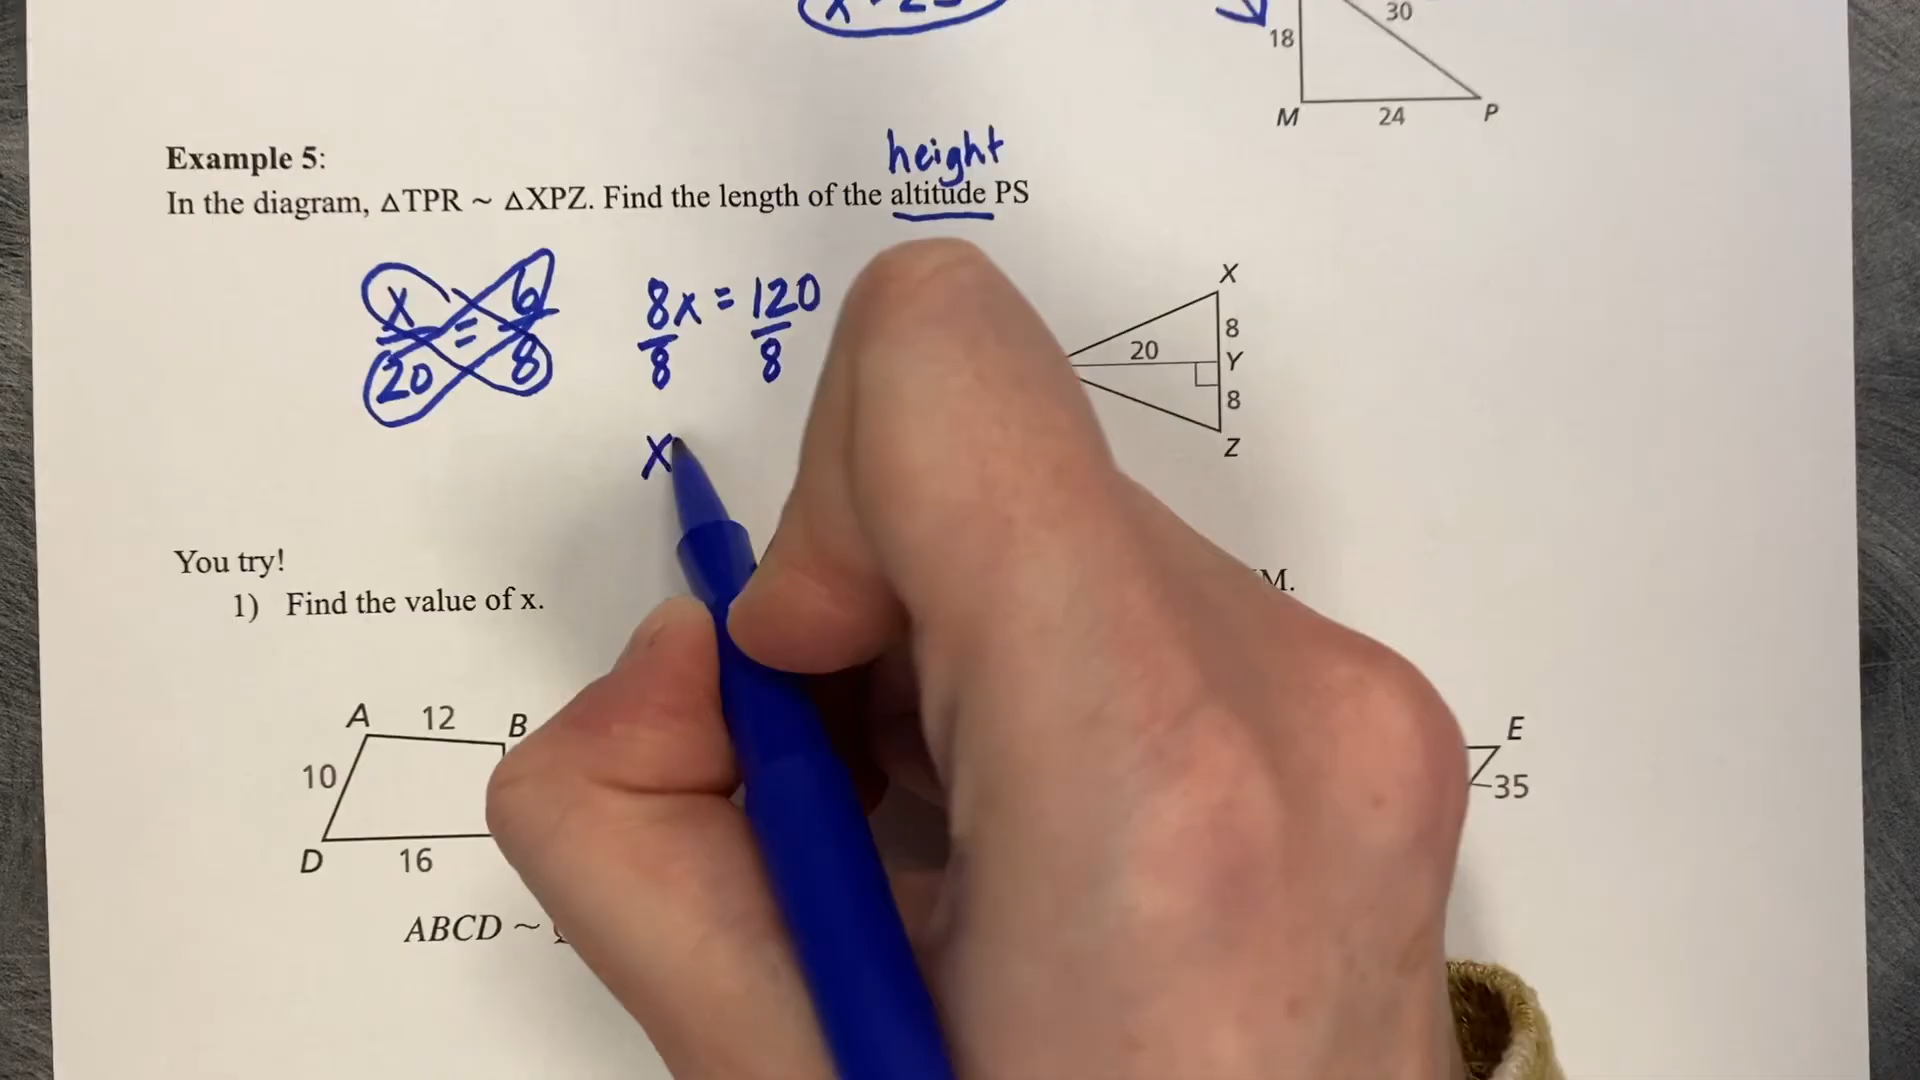 18
30
M
24
P
Example 5:
height
In the diagram, △TPR ~ △XPZ. Find the length of the altitude PS
x/20 = 6/8
8x/8 = 120/8
x
X
8
20
Y
8
Z
You try!
1) Find the value of x.
M.
A
12
B
10
D
16
E
35
ABCD ~